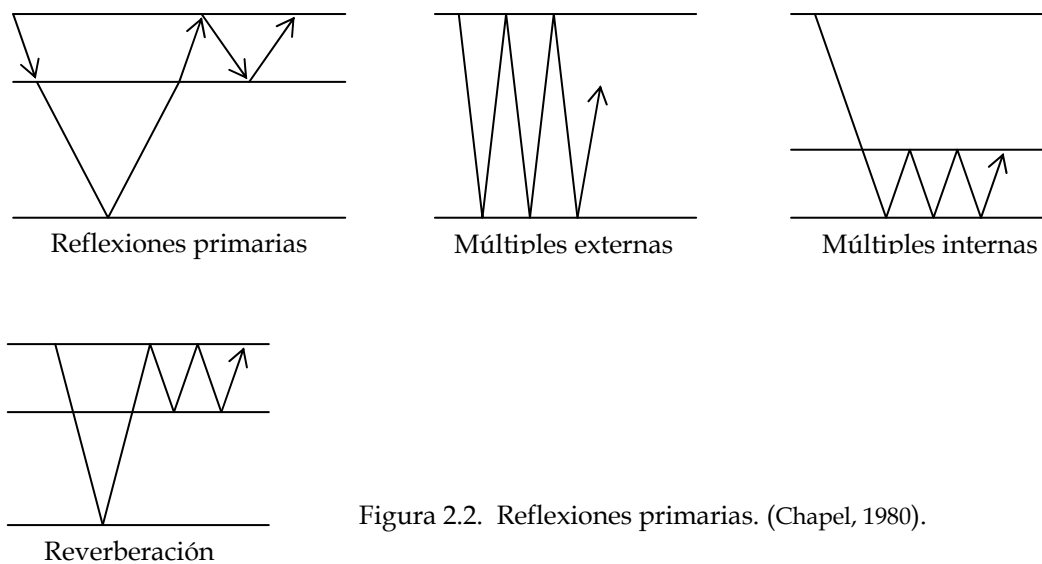 Reflexiones primarias
Múltiples externas
Múltiples internas
Reverberación
Figura 2.2. Reflexiones primarias. (Chapel, 1980).